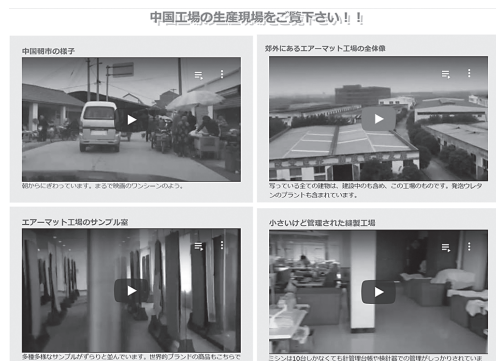 中国工場の生産現場をご覧下さい！！
中国朝市の様子
朝からにぎわっています。まるで映画のワンシーンのよう。
郊外にあるエアーマット工場の全体像
写っている全ての建物は、建設中のも含め、この工場のものです。発泡ウレタ
ンのプラントも含まれています。
エアーマット工場のサンプル室
多種多様なサンプルがずらりと並んでいます。世界的ブランドの商品もこちらで
小さいけど管理された縫製工場
ミシンは10台しかなくても針管理台帳や検針器での管理がしっかりされていま